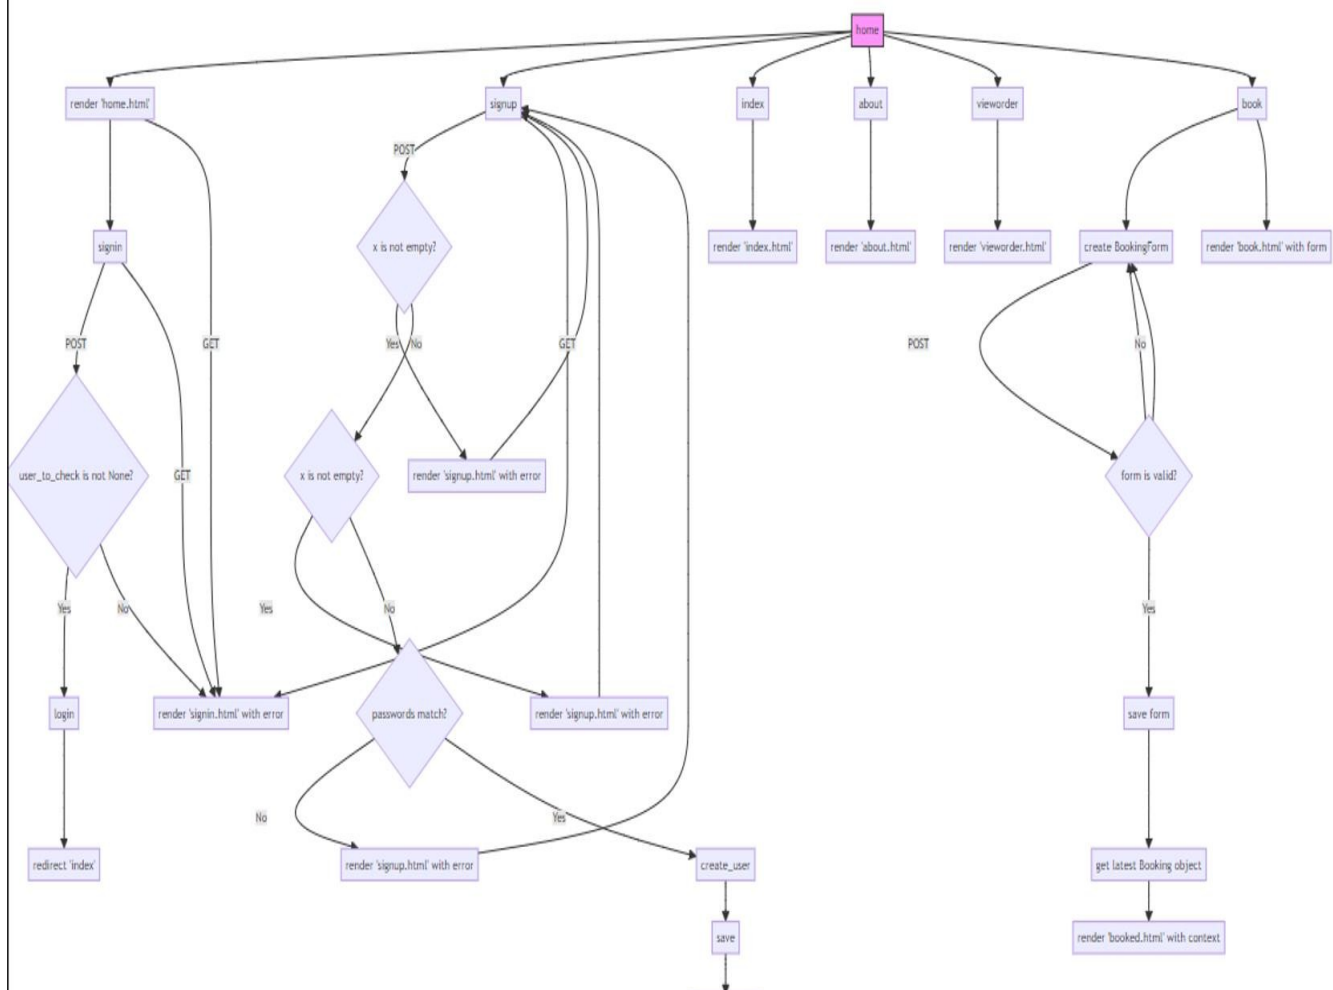 home
render 'home.html'
signup
index
about
vieworder
book
POST
signin
x is not empty?
render 'index.html'
render 'about.html'
render 'vieworder.html'
create BookingForm
render 'book.html' with form
POST
GET
Yes
No
GET
POST
No
user_to_check is not None?
GET
x is not empty?
render 'signup.html' with error
form is valid?
Yes
No
Yes
No
Yes
login
render 'signin.html' with error
passwords match?
render 'signup.html' with error
save form
No
Yes
redirect 'index'
render 'signup.html' with error
create_user
get latest Booking object
save
render 'booked.html' with context